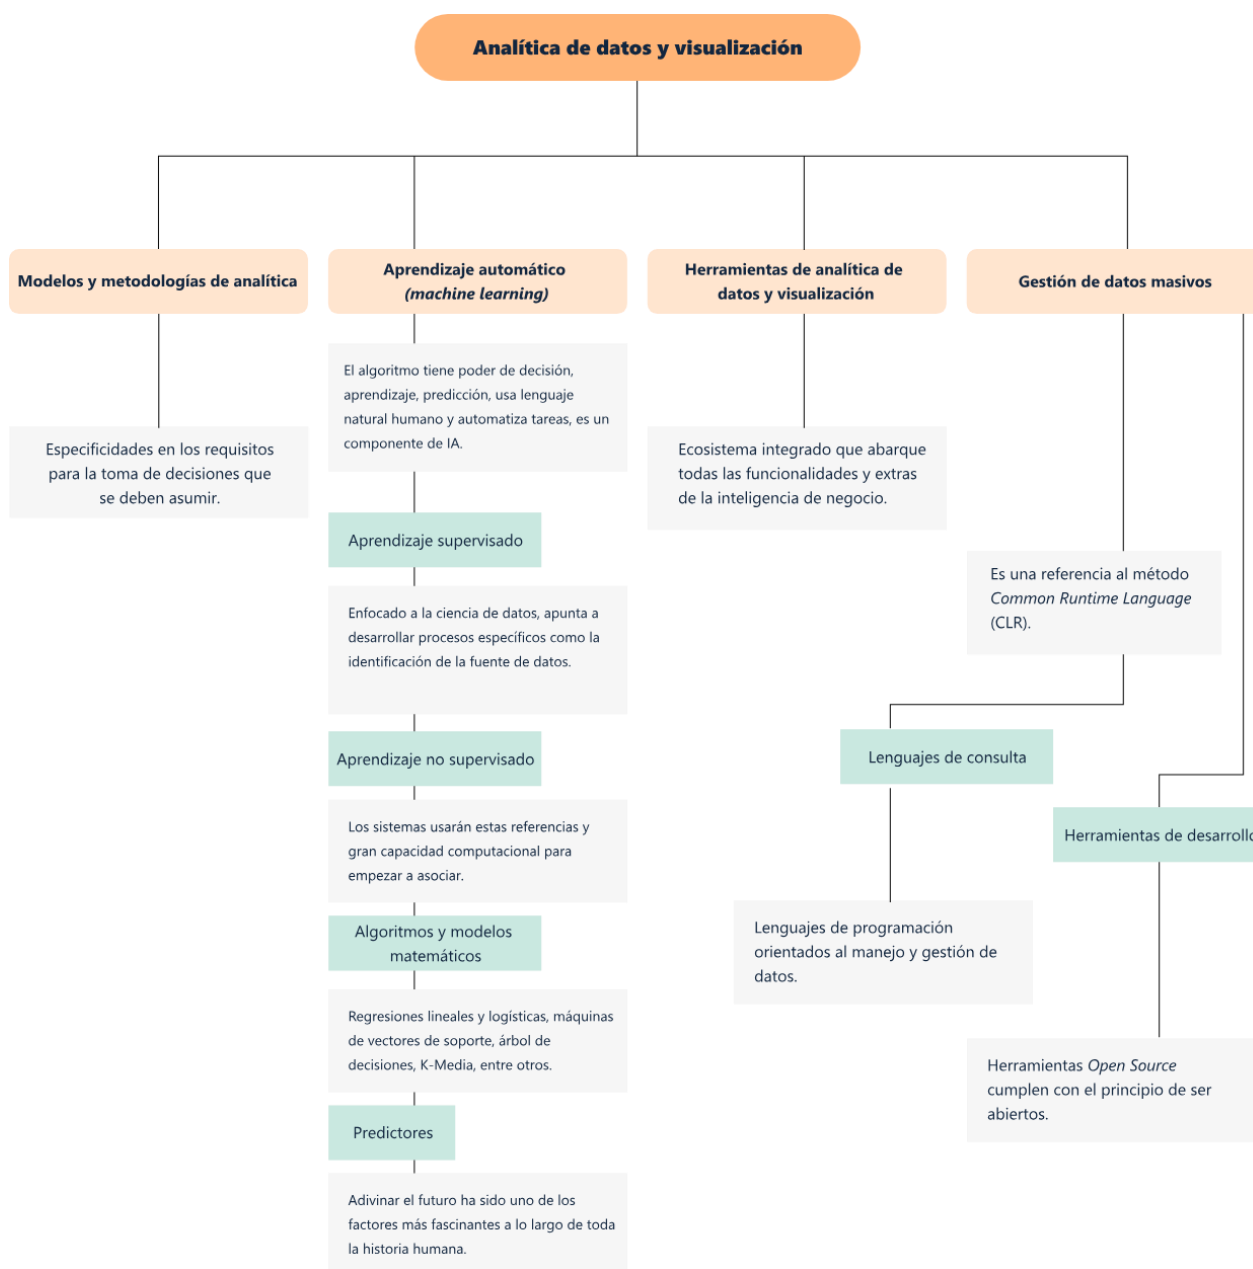 Analítica de datos y visualización
Modelos y metodologías de analítica
Especificidades en los requisitos
para la toma de decisiones que
se deben asumir.
Aprendizaje automático
(machine learning)
El algoritmo tiene poder de decisión,
aprendizaje, predicción, usa lenguaje
natural humano y automatiza tareas, es un
componente de IA.
Aprendizaje supervisado
Enfocado a la ciencia de datos, apunta a
desarrollar procesos específicos como la
identificación de la fuente de datos.
Aprendizaje no supervisado
Los sistemas usarán estas referencias y
gran capacidad computacional para
empezar a asociar.
Algoritmos y modelos
matemáticos
Regresiones lineales y logísticas, máquinas
de vectores de soporte, árbol de
decisiones, K-Media, entre otros.
Predictores
Adivinar el futuro ha sido uno de los
factores más fascinantes a lo largo de toda
la historia humana.
Herramientas de analítica de
datos y visualización
Ecosistema integrado que abarque
todas las funcionalidades y extras
de la inteligencia de negocio.
Gestión de datos masivos
Es una referencia al método
Common Runtime Language
(CLR).
Lenguajes de consulta
Lenguajes de programación
orientados al manejo y gestión de
datos.
Herramientas de desarrollo
Herramientas Open Source
cumplen con el principio de ser
abiertos.